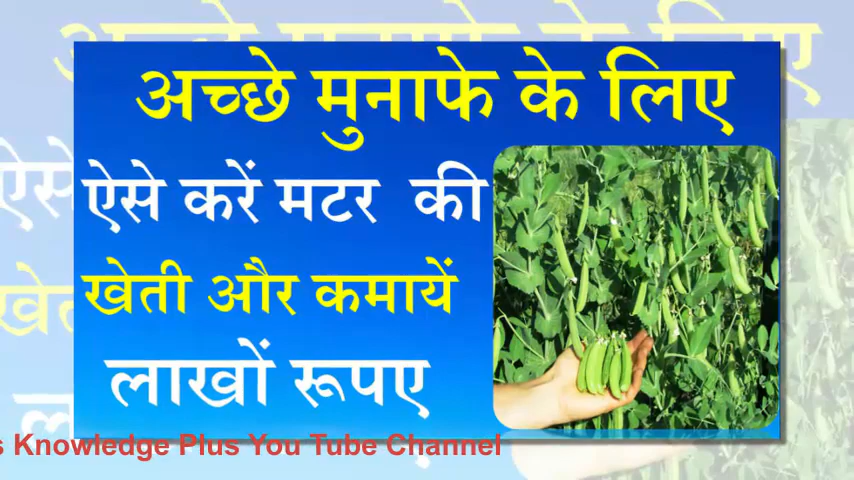 अच्छे मुनाफे के लिए
ऐसे करें मटर की
खेती और कमायें
लाखों रूपए
Knowledge Plus You Tube Channel